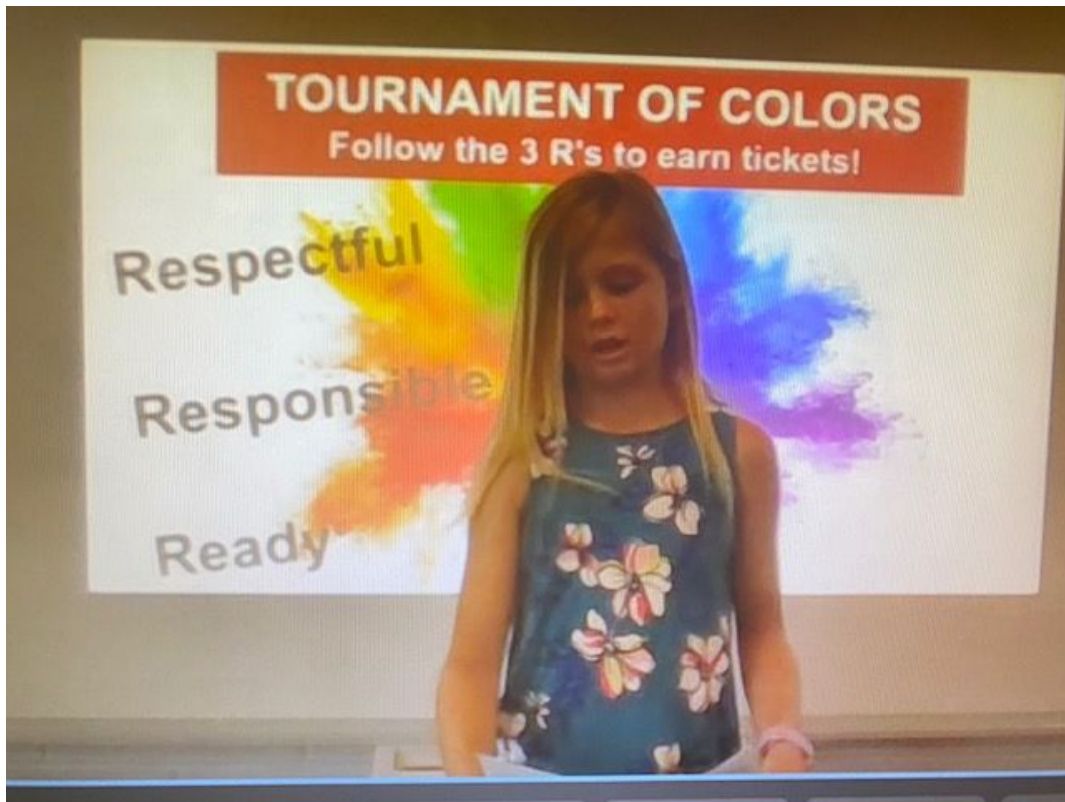 TOURNAMENT OF COLORS
Follow the 3 R's to earn tickets!
Respectful
Responsible
Ready